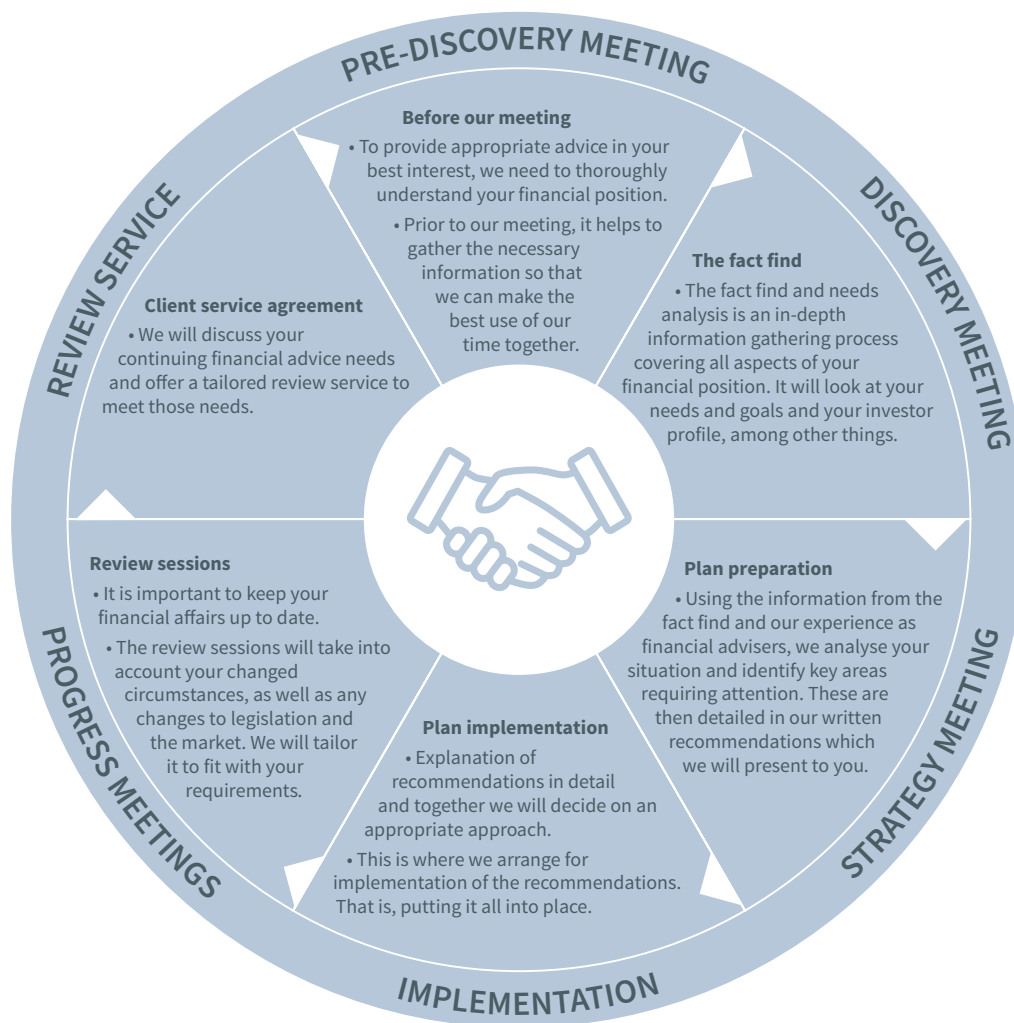 PRE-DISCOVERY MEETING
Before our meeting
• To provide appropriate advice in your
best interest, we need to thoroughly
understand your financial position.
• Prior to our meeting, it helps to
gather the necessary
information so that
we can make the
best use of our
time together.
DISCOVERY MEETING
The fact find
• The fact find and needs
analysis is an in-depth
information gathering process
covering all aspects of your
financial position. It will look at your
needs and goals and your investor
profile, among other things.
STRATEGY MEETING
Plan preparation
• Using the information from the
fact find and our experience as
financial advisers, we analyse your
situation and identify key areas
requiring attention. These are
then detailed in our written
recommendations which
we will present to you.
IMPLEMENTATION
Plan implementation
• Explanation of
recommendations in detail
and together we will decide on an
appropriate approach.
• This is where we arrange for
implementation of the recommendations.
That is, putting it all into place.
PROGRESS MEETINGS
Review sessions
• It is important to keep your
financial affairs up to date.
• The review sessions will take into
account your changed
circumstances, as well as any
changes to legislation and
the market. We will tailor
it to fit with your
requirements.
REVIEW SERVICE
Client service agreement
• We will discuss your
continuing financial advice needs
and offer a tailored review service to
meet those needs.